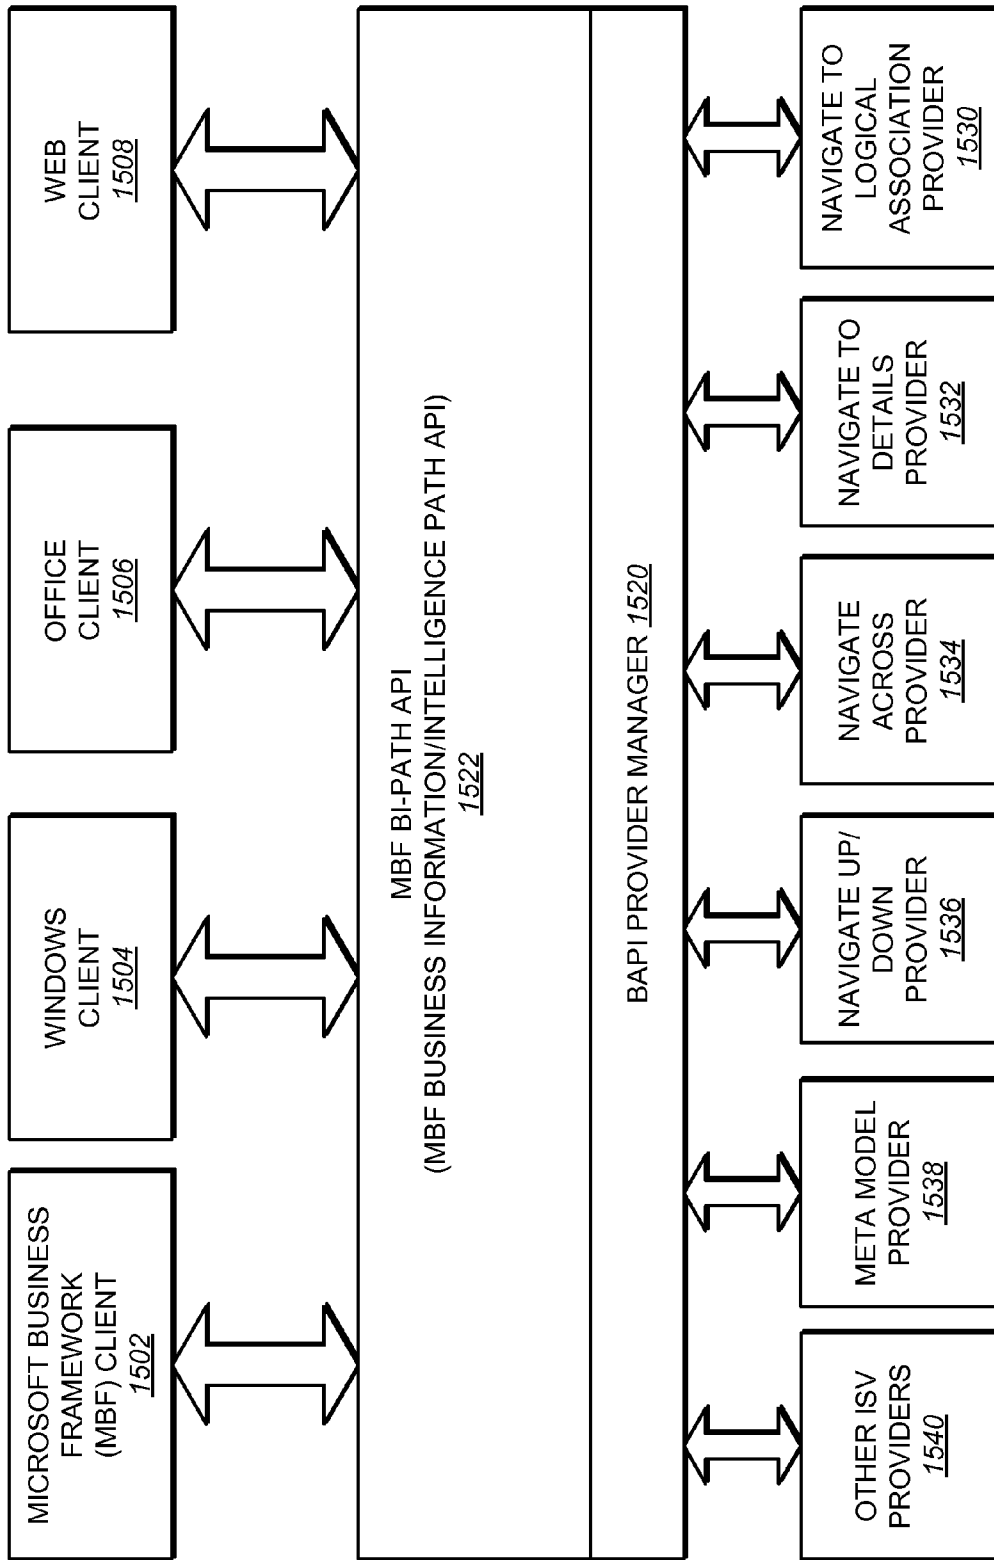 MICROSOFT BUSINESS
FRAMEWORK
(MBF) CLIENT
1502
WINDOWS
CLIENT
1504
OFFICE
CLIENT
1506
WEB
CLIENT
1508
MBF BI-PATH API
(MBF BUSINESS INFORMATION/INTELLIGENCE PATH API)
1522
BAPI PROVIDER MANAGER 1520
OTHER ISV
PROVIDERS
1540
META MODEL
PROVIDER
1538
NAVIGATE UP/
DOWN
PROVIDER
1536
NAVIGATE
ACROSS
PROVIDER
1534
NAVIGATE TO
DETAILS
PROVIDER
1532
NAVIGATE TO
LOGICAL
ASSOCIATION
PROVIDER
1530